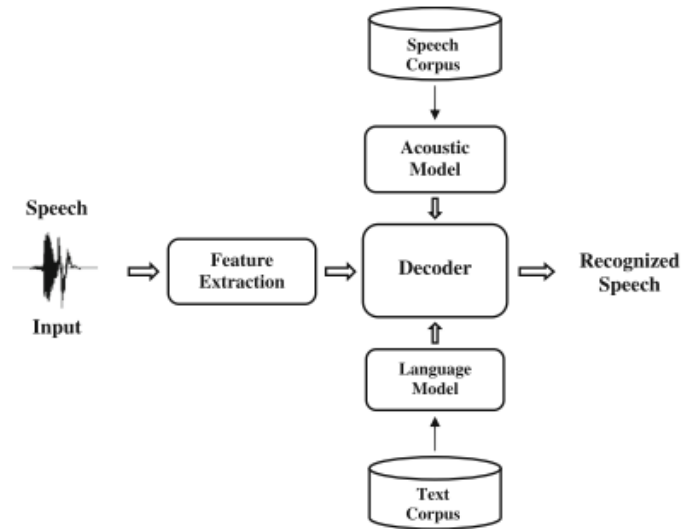 Speech
Corpus
Acoustic
Model
Speech
Input
Feature
Extraction
Decoder
Recognized
Speech
Language
Model
Text
Corpus